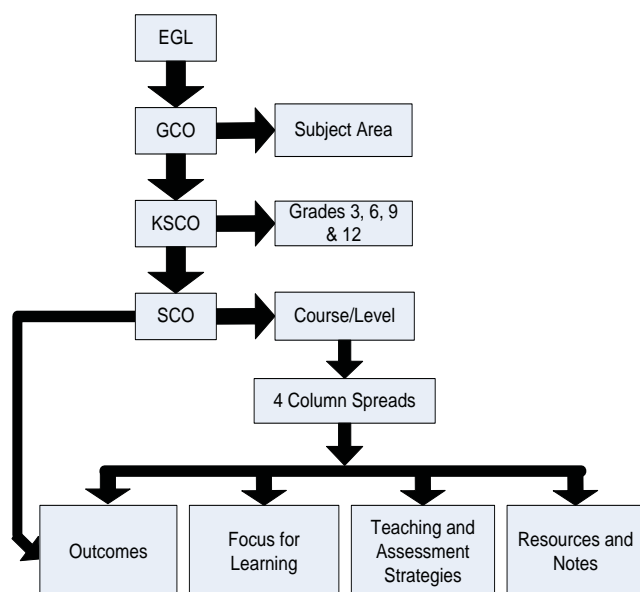 EGL
GCO
Subject Area
KSCO
Grades 3, 6, 9
& 12
SCO
Course/Level
4 Column Spreads
Outcomes
Focus for
Learning
Teaching and
Assessment
Strategies
Resources and
Notes